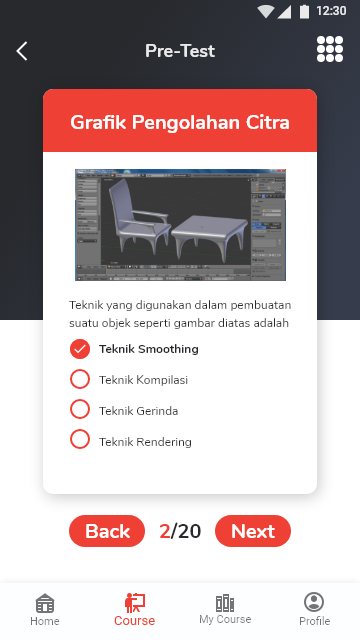 12:30
Pre-Test
Grafik Pengolahan Citra
Teknik yang digunakan dalam pembuatan
suatu objek seperti gambar diatas adalah
Teknik Smoothing
Teknik Kompilasi
Teknik Gerinda
Teknik Rendering
Back 2/20 Next
Home Course My Course Profile